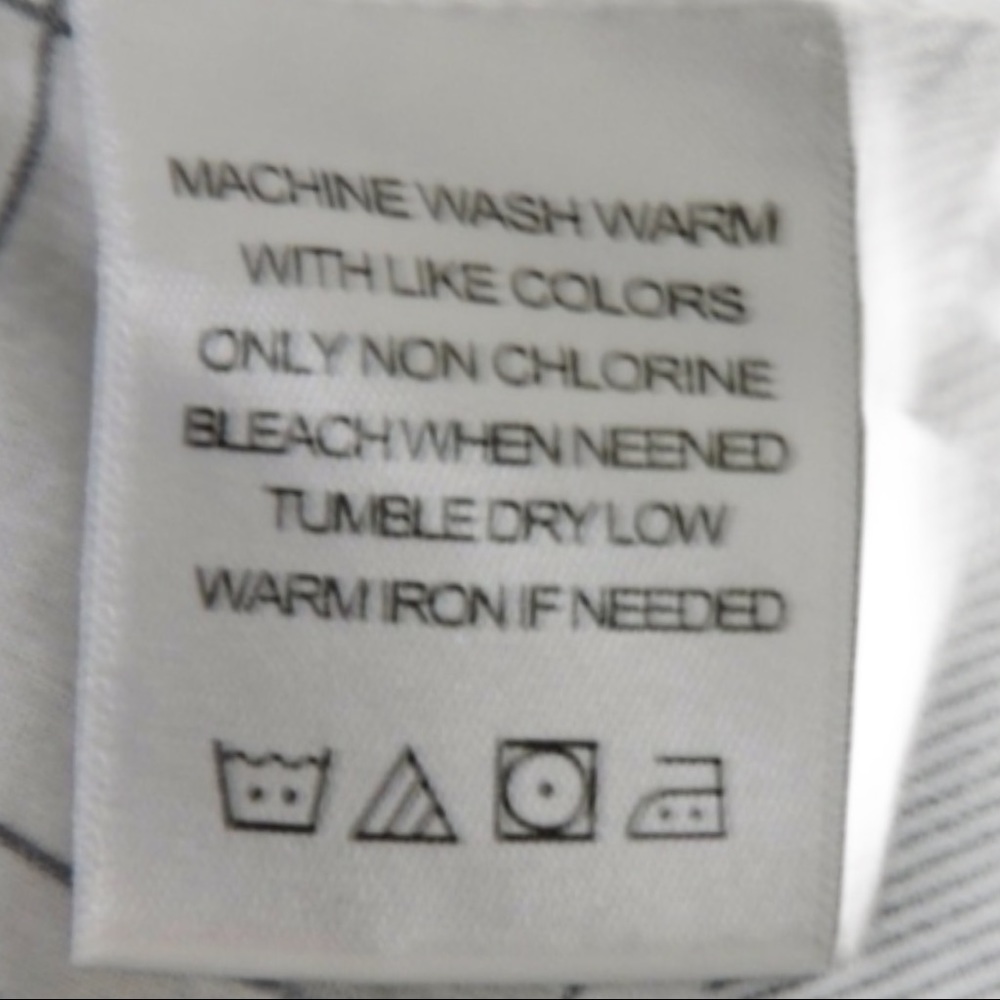 MACHINE WASH WARM
WITH LIKE COLORS
ONLY NON CHLORINE
BLEACH WHEN NEENED
TUMBLE DRY LOW
WARM IRON IF NEEDED